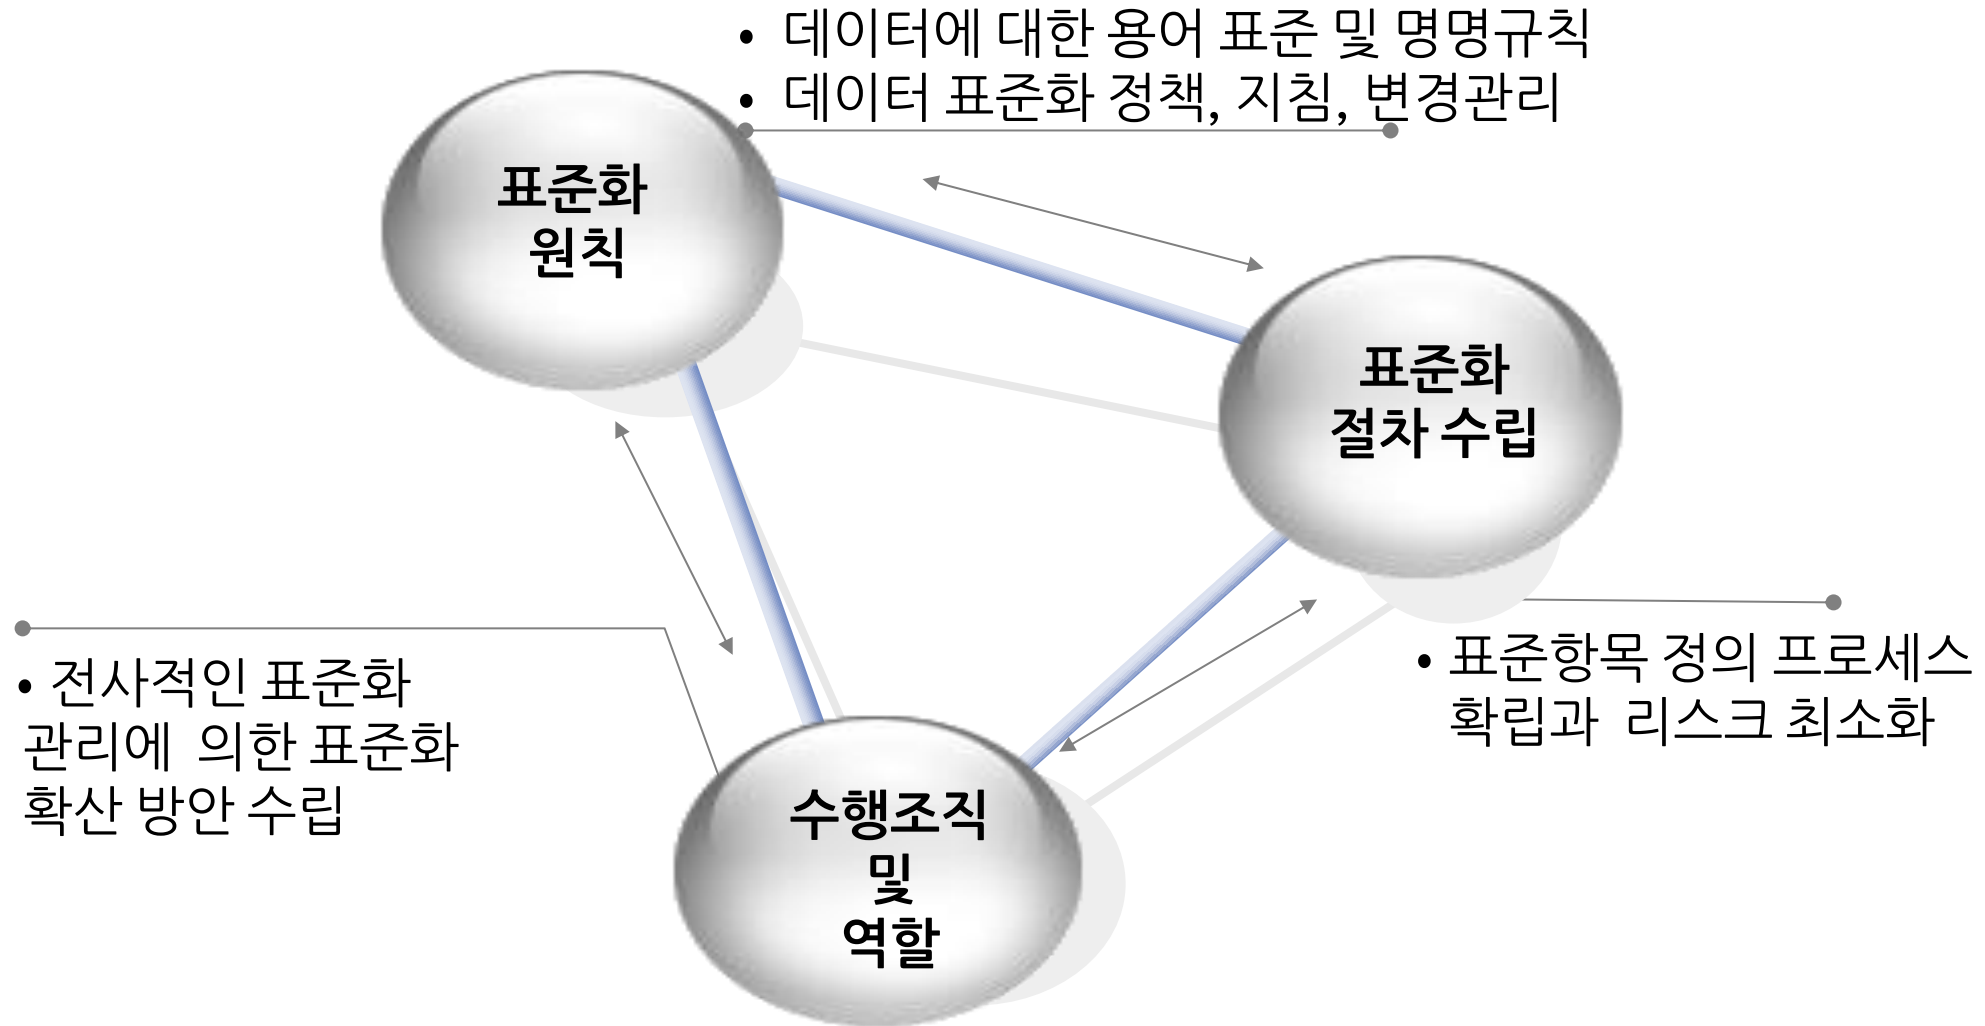 • 데이터에 대한 용어 표준 및 명명규칙
• 데이터 표준화 정책, 지침, 변경관리
표준화
원칙
표준화
절차 수립
• 표준항목 정의 프로세스
확립과 리스크 최소화
• 전사적인 표준화
관리에 의한 표준화
확산 방안 수립
수행조직
및
역할